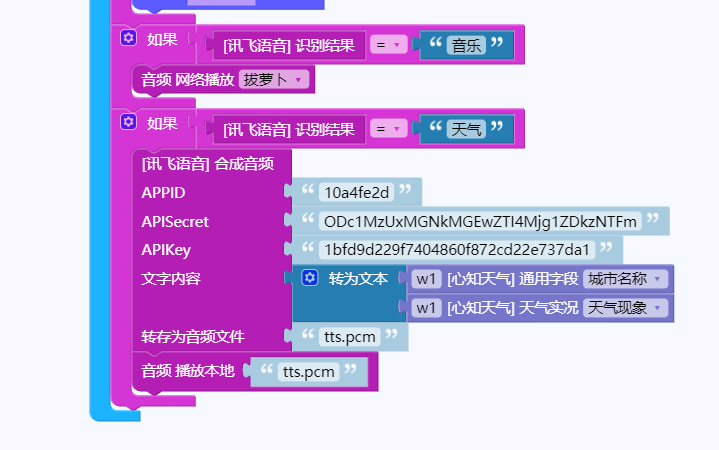 如果 [讯飞语音] 识别结果 = “ 音乐 ”
音频 网络播放 拔萝卜
如果 [讯飞语音] 识别结果 = “ 天气 ”
[讯飞语音] 合成音频
APPID “ 10a4fe2d ”
APISecret “ ODc1MzUxMGNkMGEwZTI4Mjg1ZDkzNTFm ”
APIKey “ 1bfd9d229f7404860f872cd22e737da1 ”
文字内容 转为文本 w1 [心知天气] 通用字段 城市名称
w1 [心知天气] 天气实况 天气现象
转存为音频文件 “ tts.pcm ”
音频 播放本地 “ tts.pcm ”